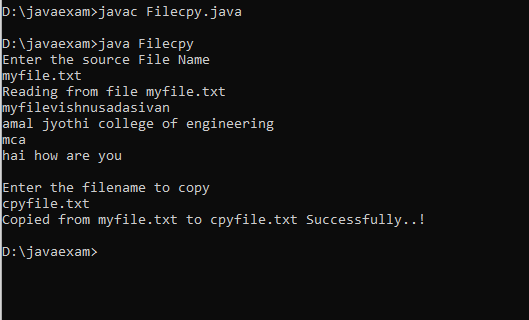 D:\javaexam>javac Filecpy.java
D:\javaexam>java Filecpy
Enter the source File Name
myfile.txt
Reading from file myfile.txt
myfilevishnusadasivan
amal jyothi college of engineering
mca
hai how are you
Enter the filename to copy
cpyfile.txt
Copied from myfile.txt to cpyfile.txt Successfully..!
D:\javaexam>